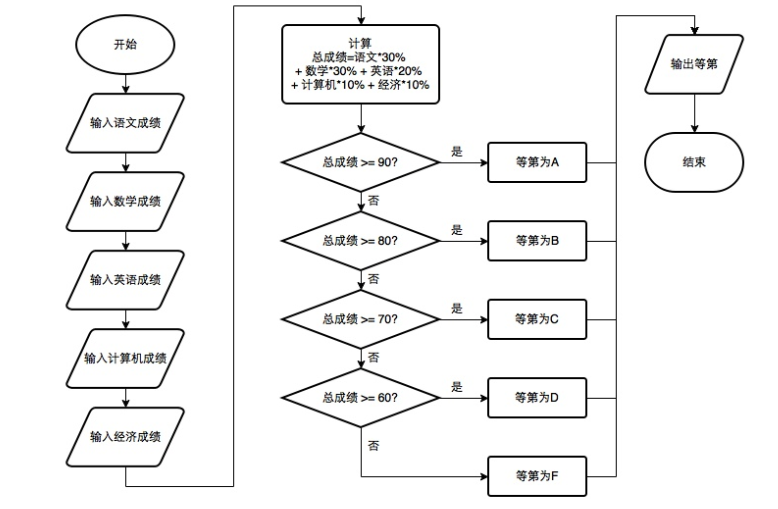 开始
输入语文成绩
输入数学成绩
输入英语成绩
输入计算机成绩
输入经济成绩
计算
总成绩=语文*30%
+ 数学*30% + 英语*20%
+ 计算机*10% + 经济*10%
总成绩 >= 90?
是
等第为A
否
总成绩 >= 80?
是
等第为B
否
总成绩 >= 70?
是
等第为C
否
总成绩 >= 60?
是
等第为D
否
等第为F
输出等第
结束